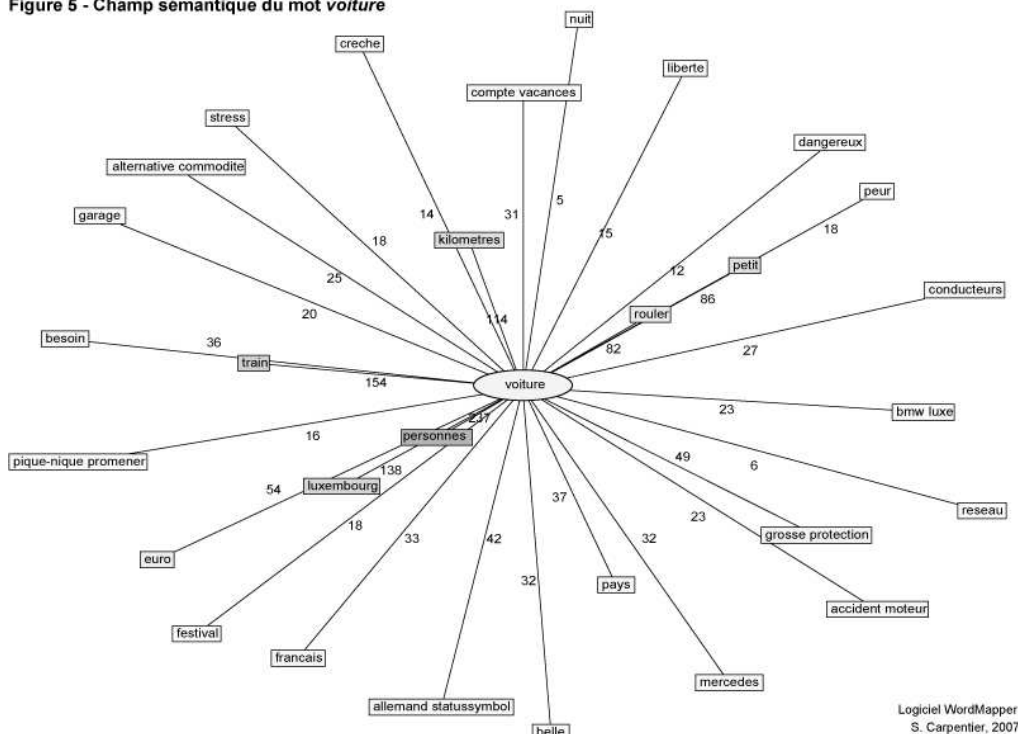 Figure 5 - Champ sémantique du mot voiture
nuit
creche
liberte
compte vacances
stress
dangereux
alternative commodite
peur
5
garage
14
31
18
15
18
kilometres
petit
12
25
conducteurs
86
20
rouler
114
besoin
36
82
27
train
154
voiture
23
bmw luxe
16
237
personnes
49
pique-nique promener
6
138
luxembourg
54
37
reseau
18
23
grosse protection
33
42
32
euro
32
pays
accident moteur
festival
francais
mercedes
allemand statussymbol
Logiciel WordMapper
belle
S. Carpentier, 2007